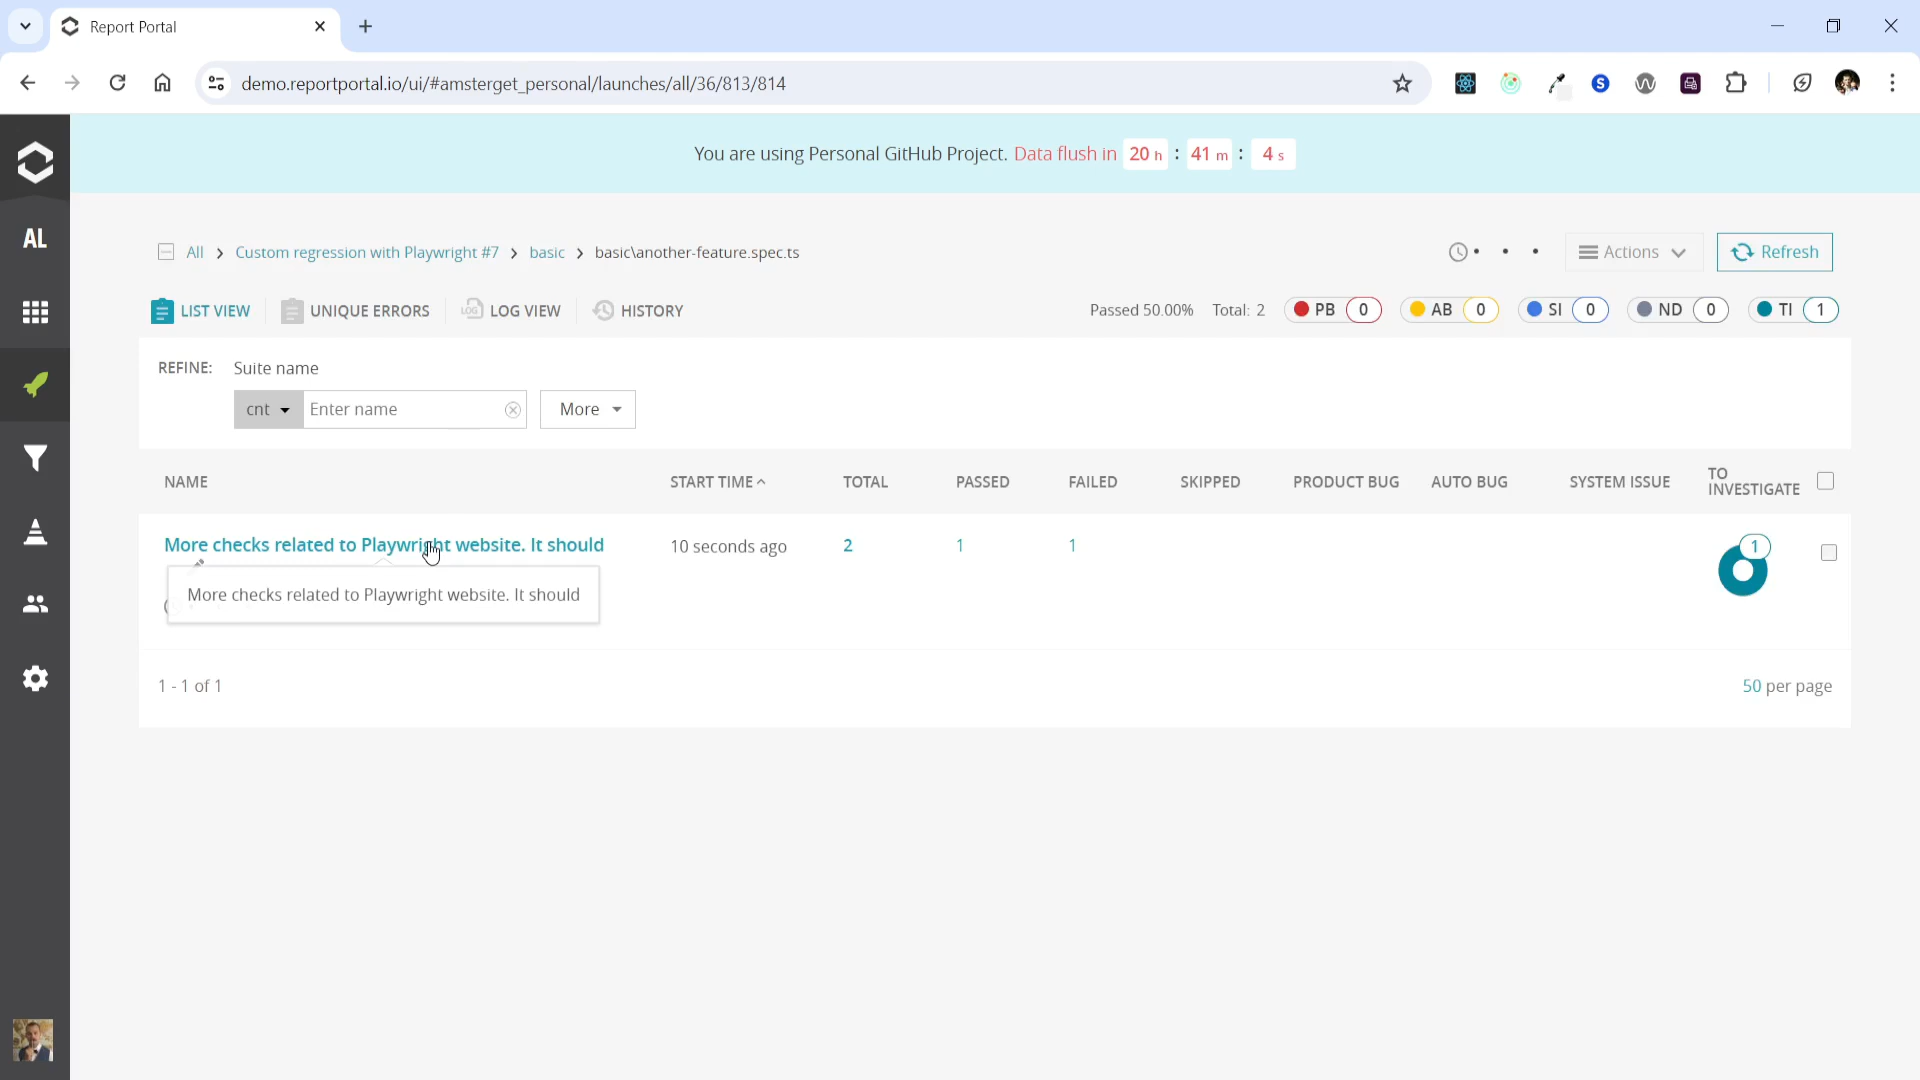 Report Portal
demo.reportportal.io/ui/#amsterget_personal/launches/all/36/813/814
You are using Personal GitHub Project. Data flush in 20 h : 41 m : 4 s
AL
All > Custom regression with Playwright #7 > basic > basic\another-feature.spec.ts
Actions
Refresh
LIST VIEW
UNIQUE ERRORS
LOG
LOG VIEW
HISTORY
Passed 50.00% Total: 2
PB 0
AB 0
SI 0
ND 0
TI 1
REFINE:
Suite name
cnt
Enter name
More
NAME
START TIME
TOTAL
PASSED
FAILED
SKIPPED
PRODUCT BUG
AUTO BUG
SYSTEM ISSUE
TO
INVESTIGATE
More checks related to Playwright website. It should
10 seconds ago
2
1
1
1
More checks related to Playwright website. It should
1 - 1 of 1
50 per page